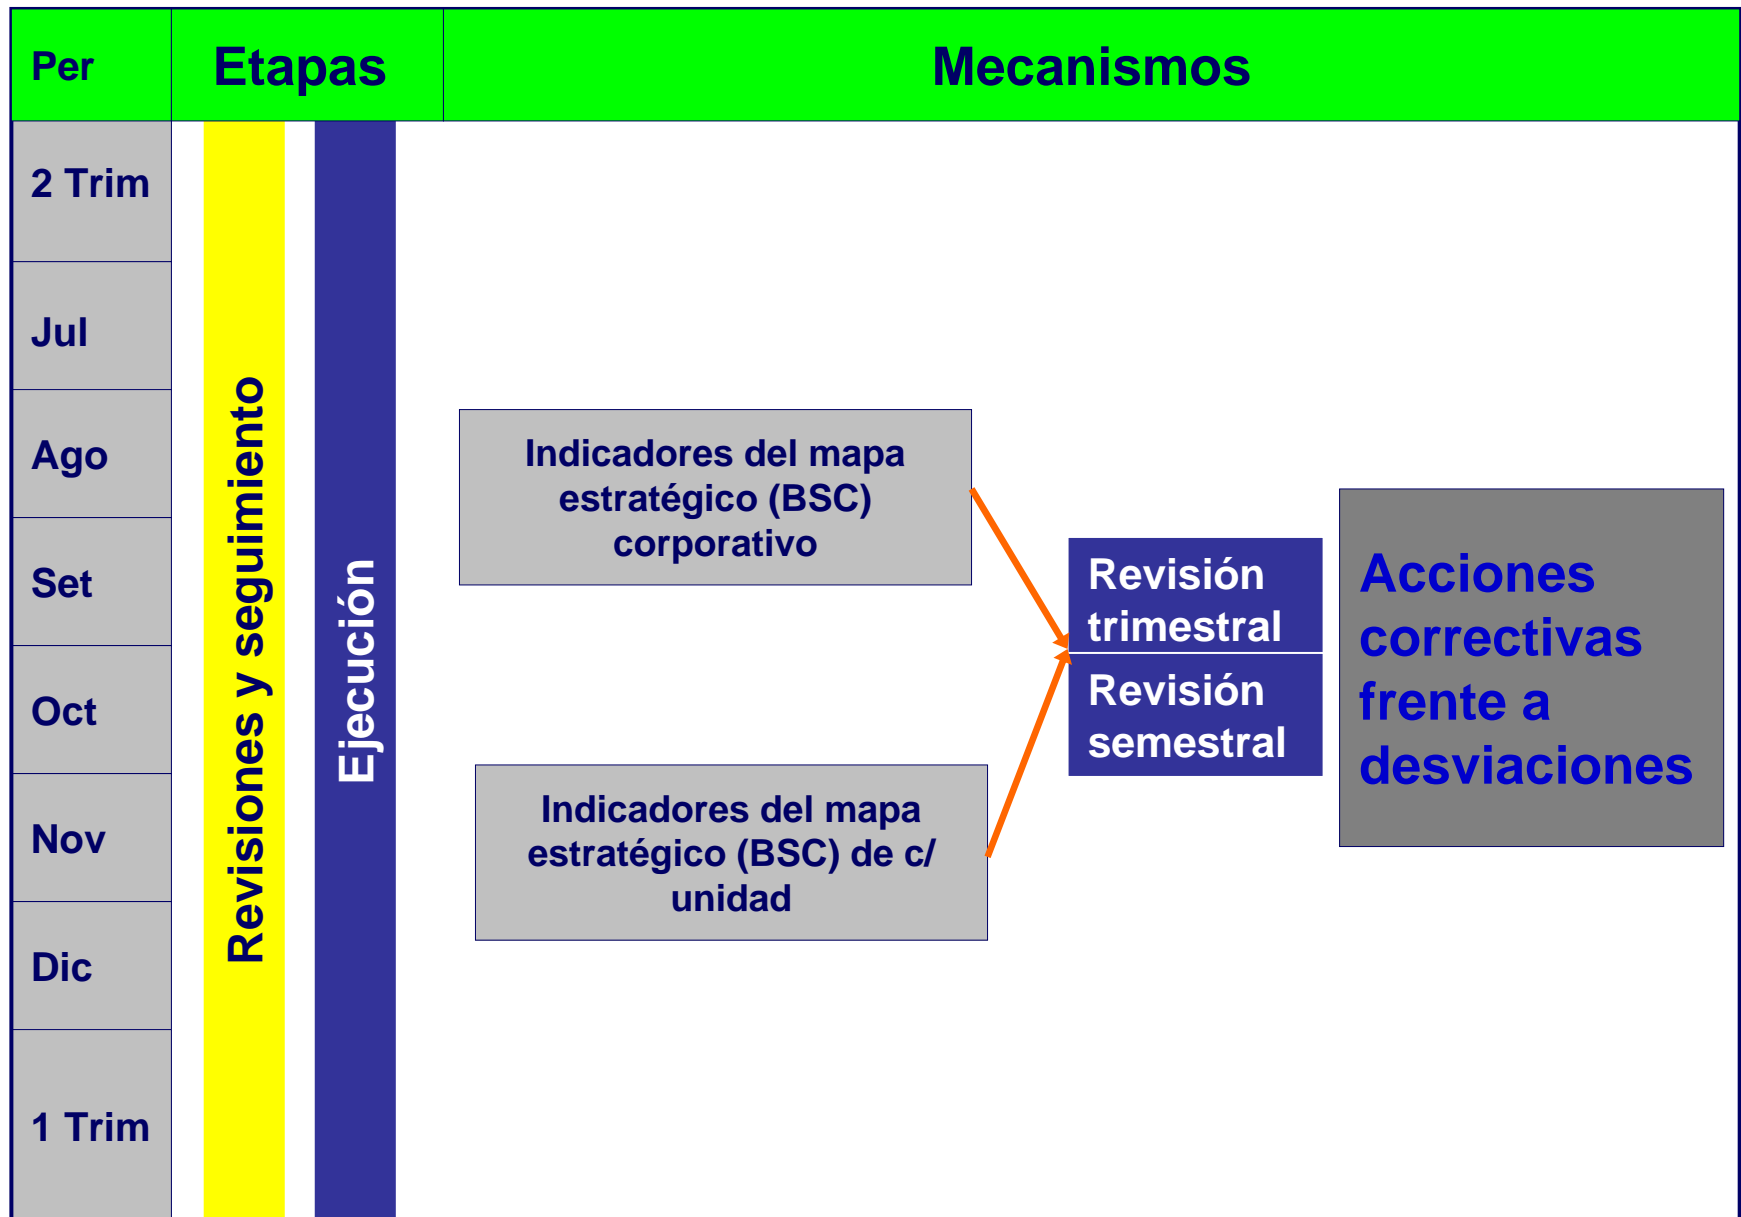 Per
Etapas
Mecanismos
2 Trim
Jul
Ago
Set
Oct
Nov
Dic
1 Trim
Revisiones y seguimiento
Ejecución
Indicadores del mapa
estratégico (BSC)
corporativo
Indicadores del mapa
estratégico (BSC) de c/
unidad
Revisión
trimestral
Revisión
semestral
Acciones
correctivas
frente a
desviaciones